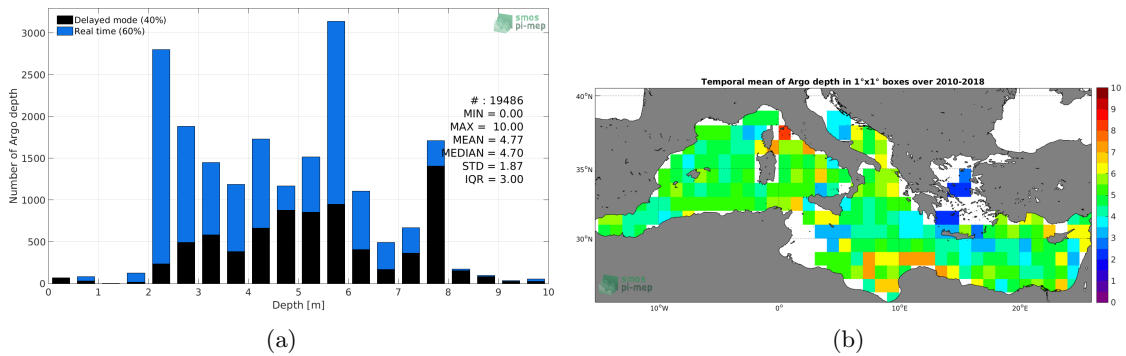 Delayed mode (40%)
Real time (60%)
smos
pi-mep
# : 19486
MIN = 0.00
MAX = 10.00
MEAN = 4.77
MEDIAN = 4.70
STD = 1.87
IQR = 3.00
Number of Argo depth
3000
2500
2000
1500
1000
500
0
0 1 2 3 4 5 6 7 8 9 10
Depth [m]
(a)
Temporal mean of Argo depth in 1°x1° boxes over 2010-2018
40°N
35°N
30°N
10°W 0° 10°E 20°E
smos
pi-mep
10
9
8
7
6
5
4
3
2
1
0
(b)